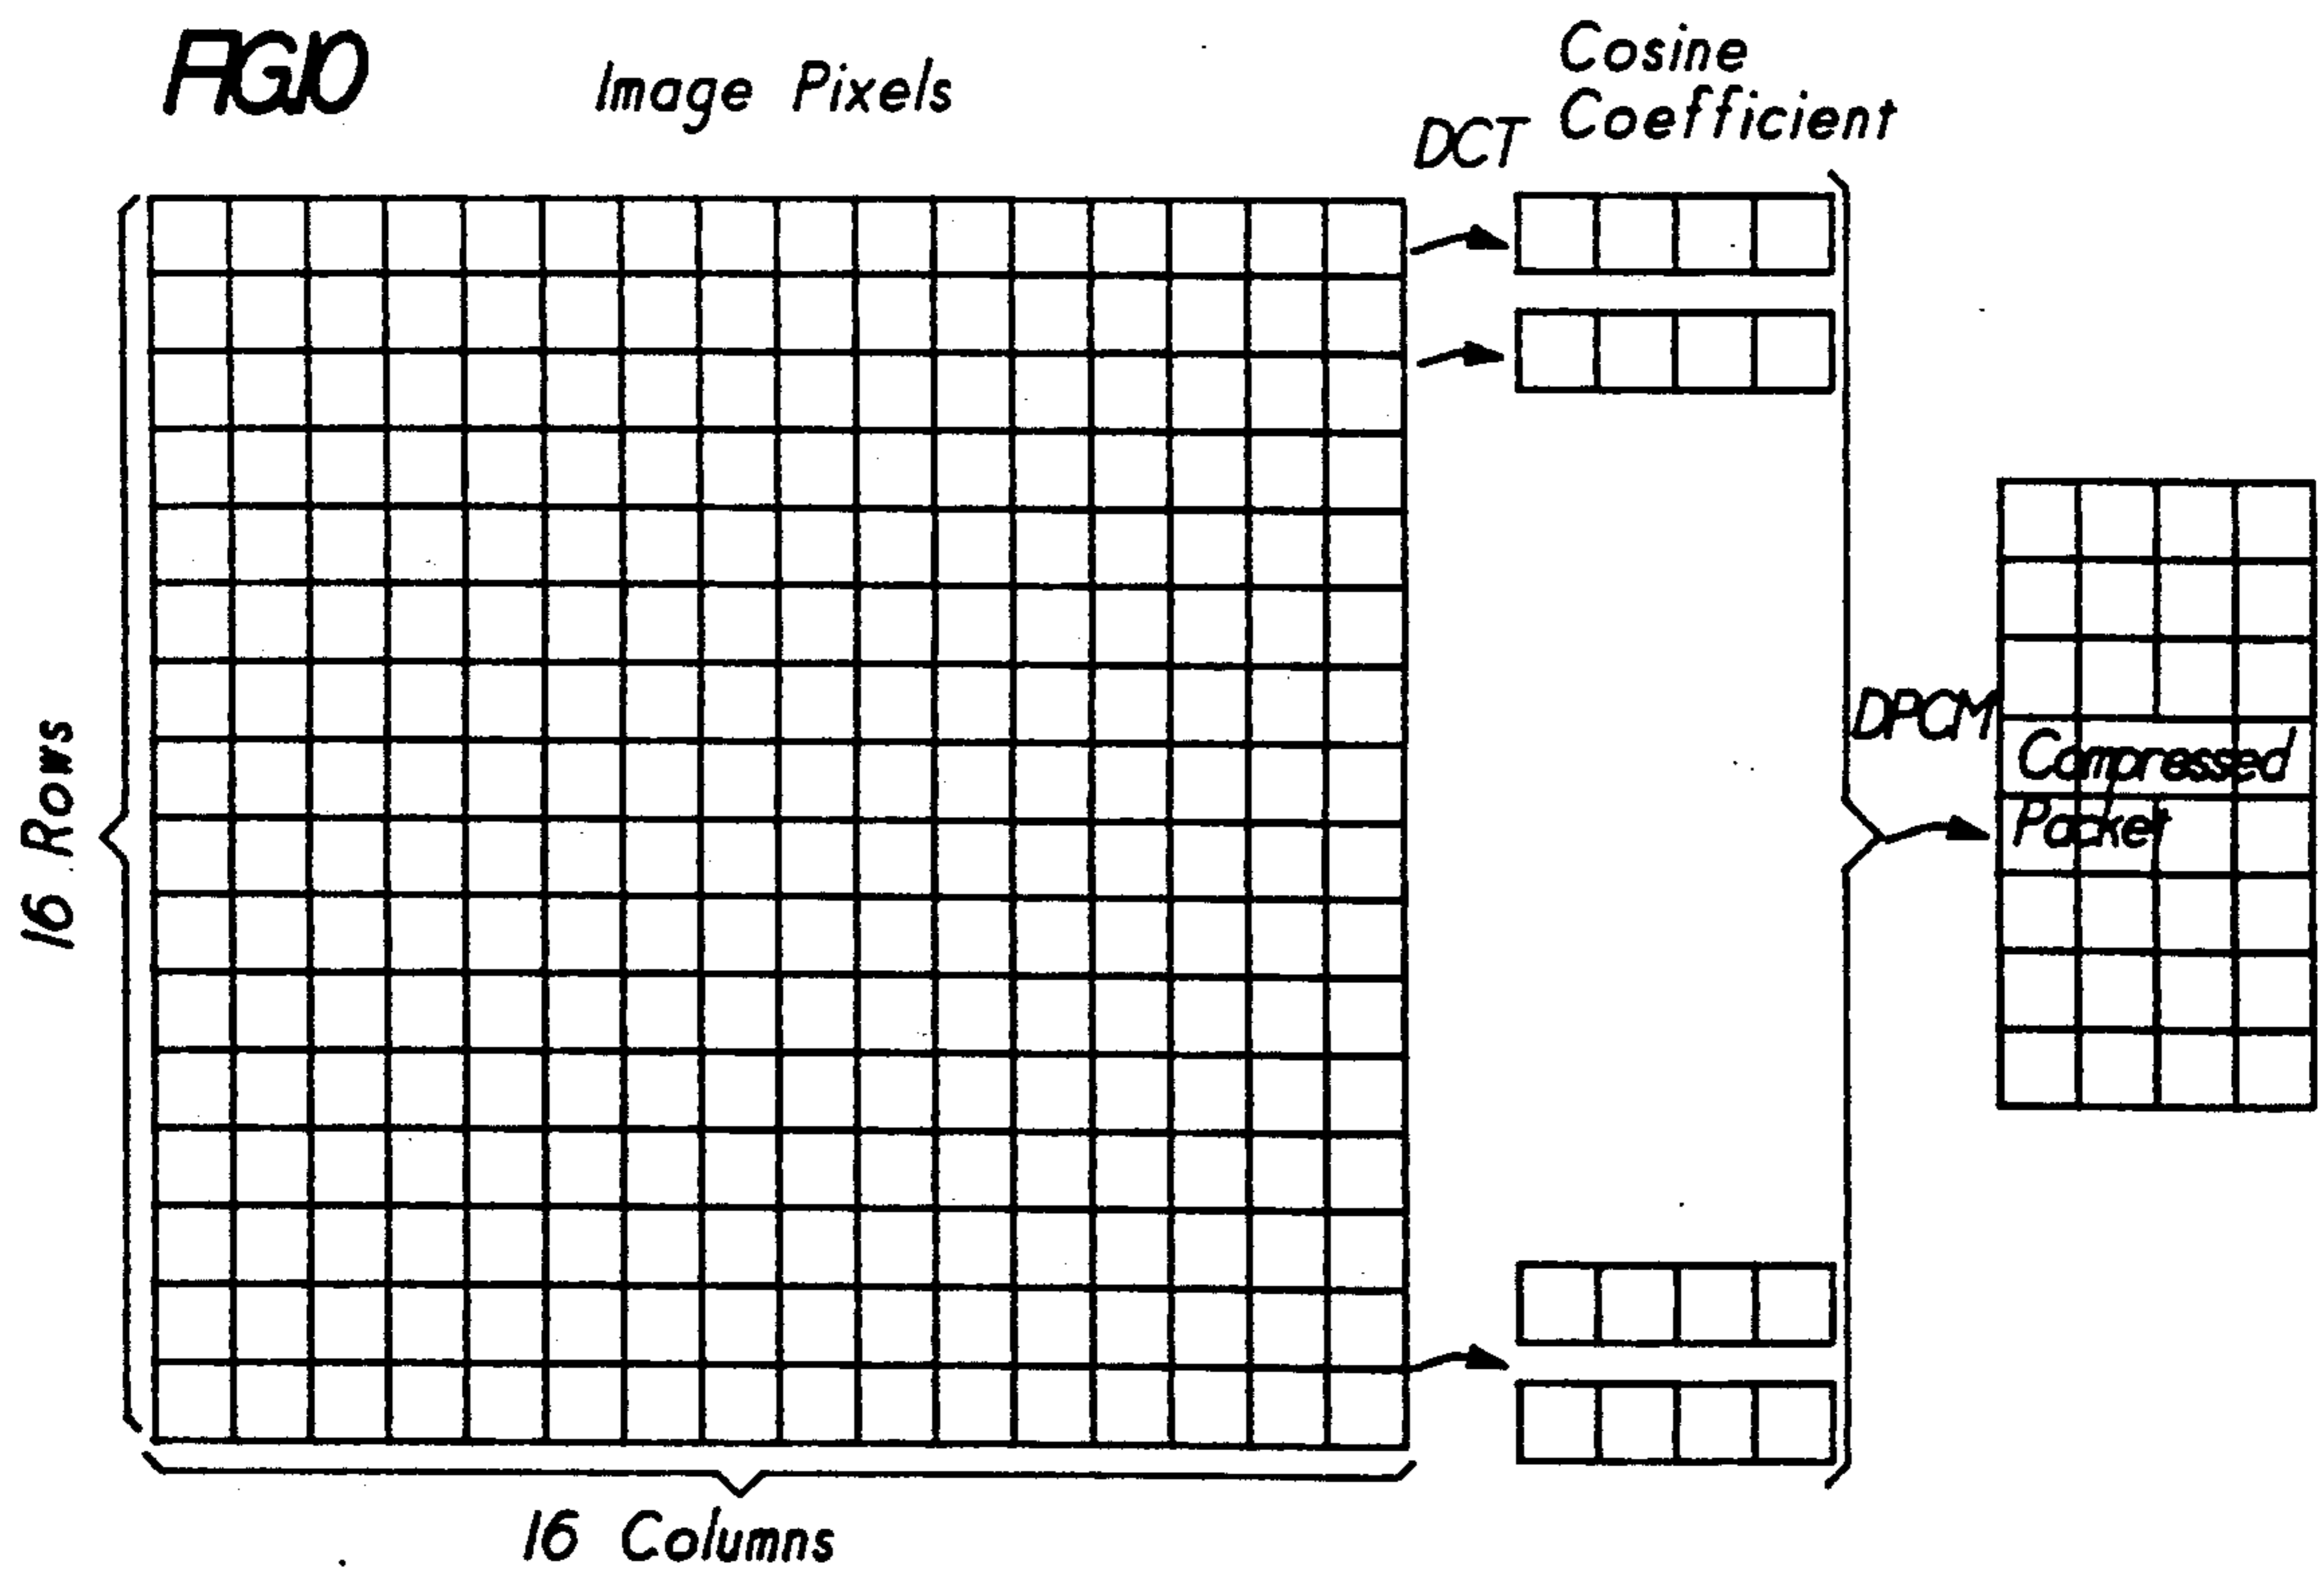 FIG.10
Image Pixels
Cosine
Coefficient
DCT
16 Rows
DPCM
Compressed
Packet
16 Columns